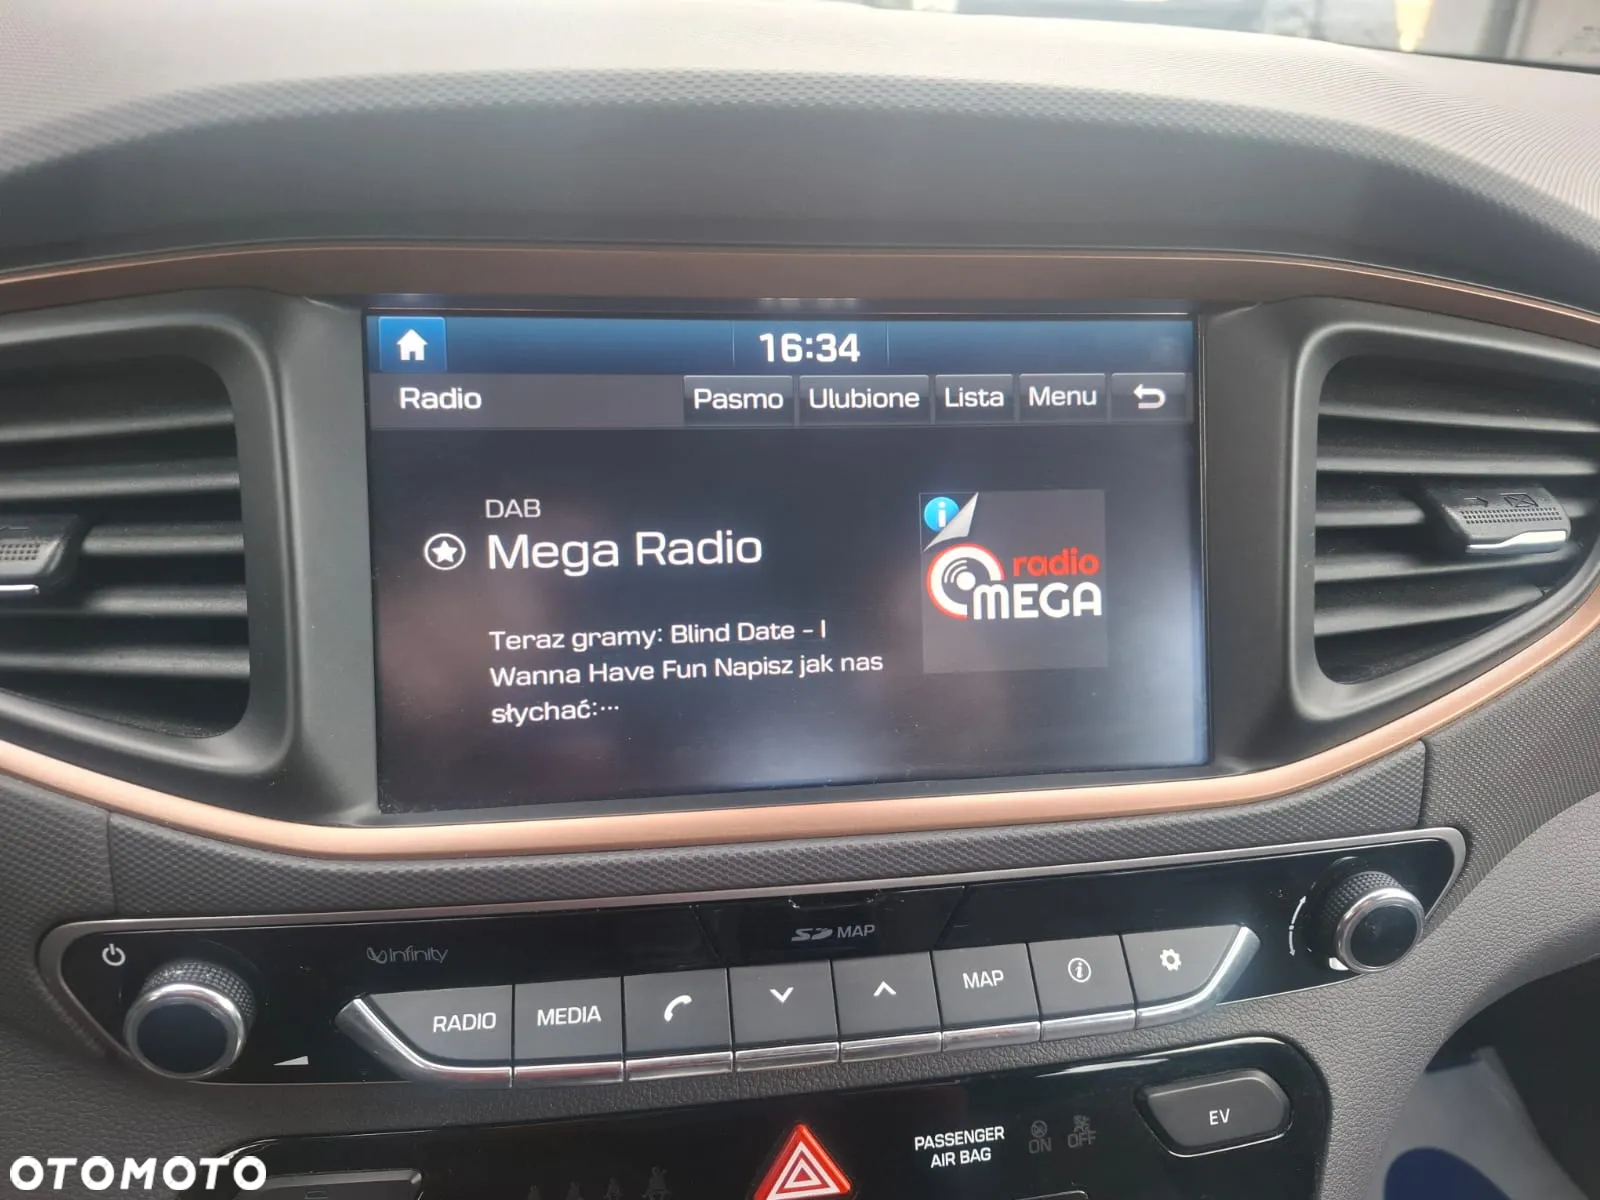 16:34
Radio
Pasmo
Ulubione
Lista
Menu
DAB
Mega Radio
Teraz gramy: Blind Date - I
Wanna Have Fun Napisz jak nas
słychać:...
radio
MEGA
Infinity
SD MAP
RADIO
MEDIA
MAP
EV
PASSENGER
AIR BAG
ON
OFF
OTOMOTO